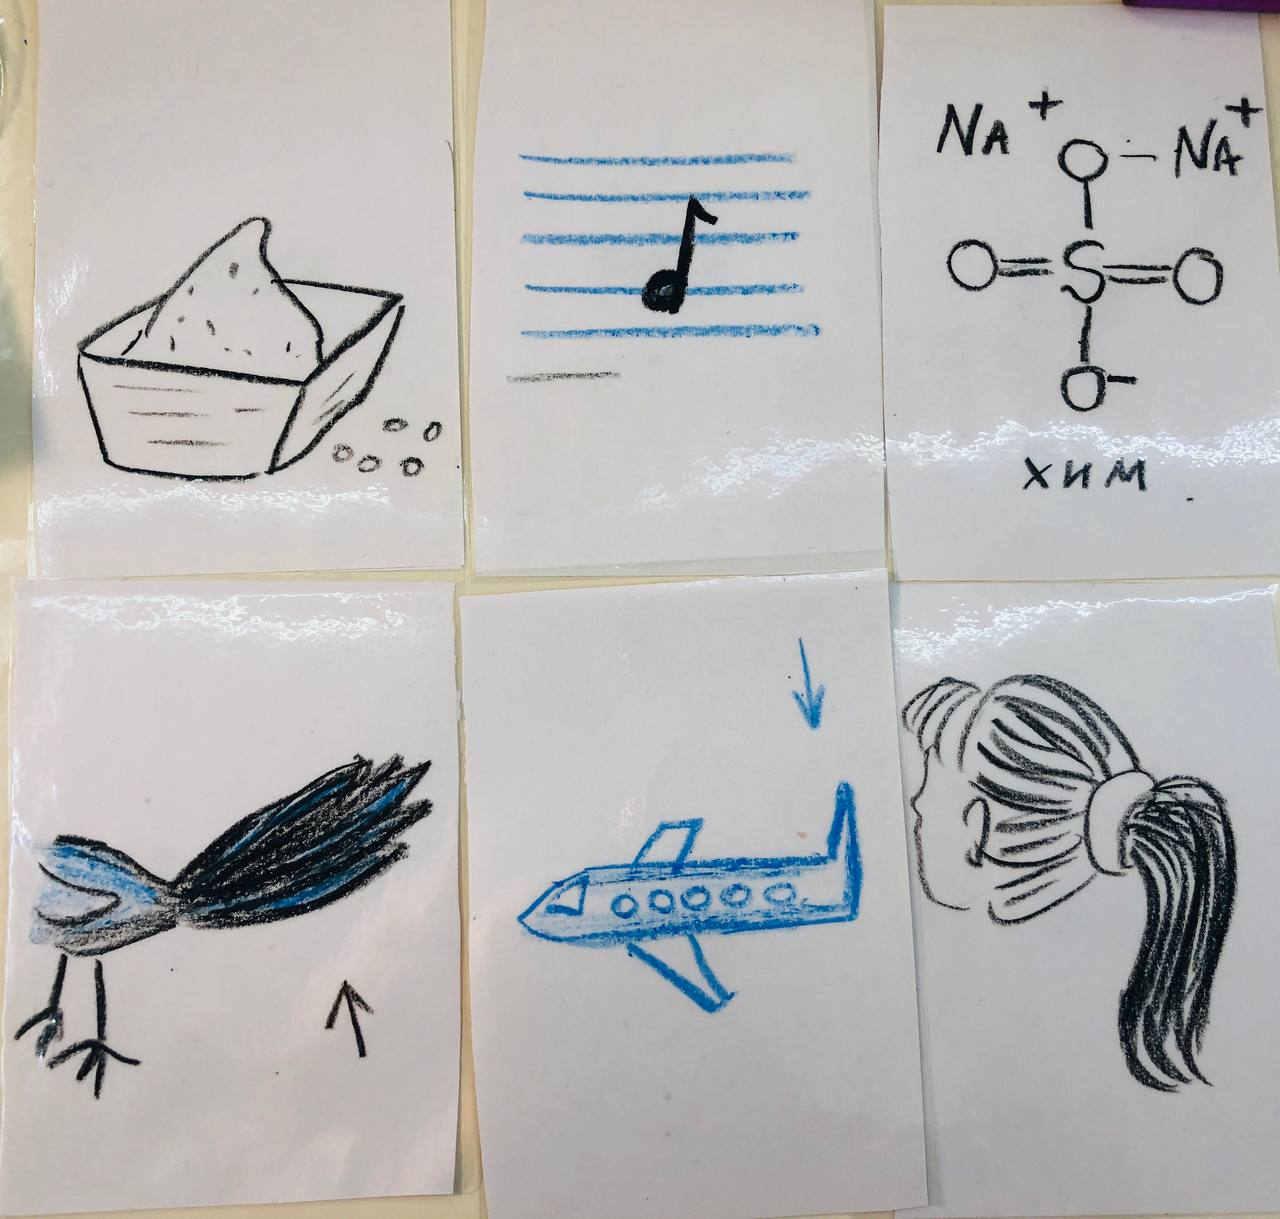 NA + O - NA +
O = S = O
O -
ХИМ